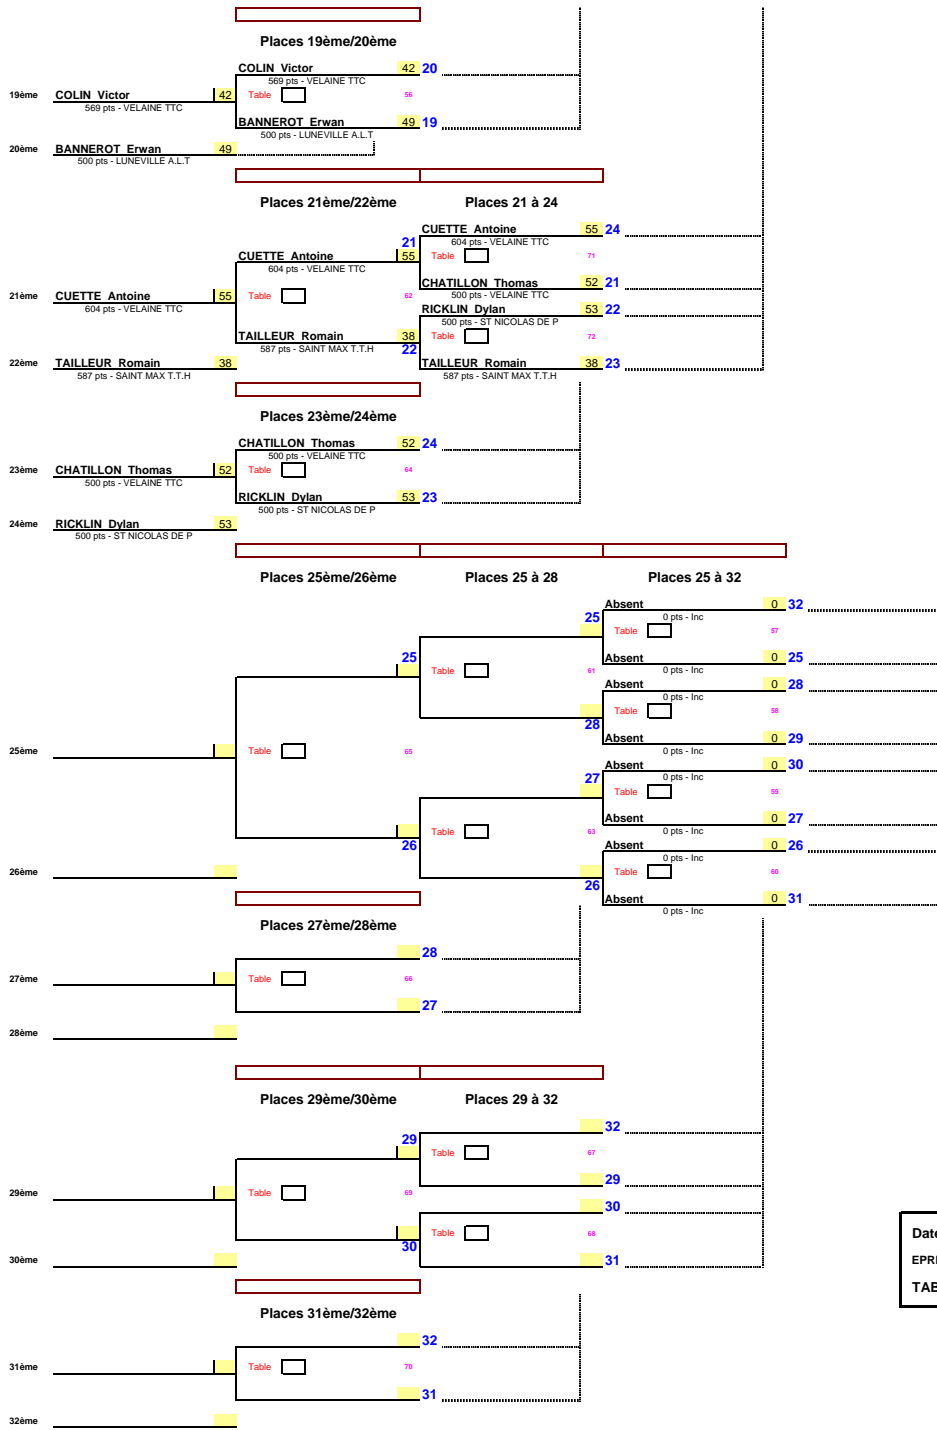 Places 19ème/20ème
COLIN Victor 42 20
569 pts - VELAINE TTC
19ème COLIN Victor 42 Table 56
569 pts - VELAINE TTC
BANNEROT Erwan 49 19
500 pts - LUNEVILLE A.L.T
20ème BANNEROT Erwan 49
500 pts - LUNEVILLE A.L.T
Places 21ème/22ème Places 21 à 24
CUETTE Antoine 55 24
21 604 pts - VELAINE TTC
CUETTE Antoine 55 Table 71
604 pts - VELAINE TTC
CHATILLON Thomas 52 21
500 pts - VELAINE TTC
21ème CUETTE Antoine 55 Table 62
604 pts - VELAINE TTC
RICKLIN Dylan 53 22
500 pts - ST NICOLAS DE P
TAILLEUR Romain 38 Table 72
587 pts - SAINT MAX T.T.H 22
22ème TAILLEUR Romain 38
587 pts - SAINT MAX T.T.H
TAILLEUR Romain 38 23
587 pts - SAINT MAX T.T.H
Places 23ème/24ème
CHATILLON Thomas 52 24
500 pts - VELAINE TTC
23ème CHATILLON Thomas 52 Table 64
500 pts - VELAINE TTC
RICKLIN Dylan 53 23
500 pts - ST NICOLAS DE P
24ème RICKLIN Dylan 53
500 pts - ST NICOLAS DE P
Places 25ème/26ème Places 25 à 28 Places 25 à 32
Absent 0 32
25 0 pts - Inc
Table 57
25 Absent 0 25
Table 61 0 pts - Inc
Absent 0 28
0 pts - Inc
Table 58
28
Absent 0 29
25ème Table 65 0 pts - Inc
Absent 0 30
27 0 pts - Inc
Table 59
Absent 0 27
Table 63 0 pts - Inc
26 Absent 0 26
0 pts - Inc
26ème Table 60
26
Absent 0 31
0 pts - Inc
Places 27ème/28ème
28
27ème Table 66
27
28ème
Places 29ème/30ème Places 29 à 32
32
29
Table 67
29
29ème Table 69
30
Table 68
30
30ème 31
Places 31ème/32ème
32
31ème Table 70
31
32ème
Date
EPR
TAB